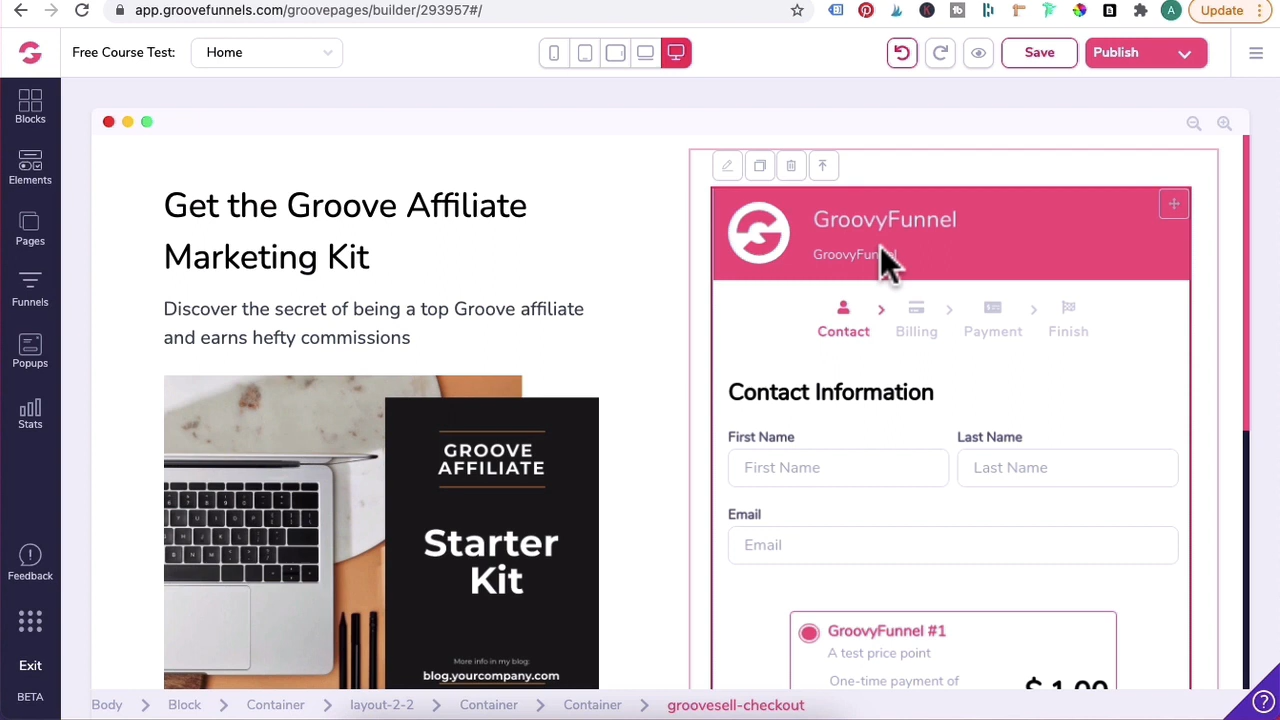 app.groovefunnels.com/groovepages/builder/293957#/
A
Update
Free Course Test:
Home
Save
Publish
Blocks
Elements
Pages
Funnels
Popups
Stats
Feedback
Exit
BETA
Get the Groove Affiliate
Marketing Kit
Discover the secret of being a top Groove affiliate
and earns hefty commissions
GROOVE
AFFILIATE
Starter
Kit
More info in my blog:
blog.yourcompany.com
GroovyFunnel
GroovyFunnel
Contact
Billing
Payment
Finish
Contact Information
First Name
Last Name
First Name
Last Name
Email
Email
GroovyFunnel #1
A test price point
One-time payment of
$ 1.00
Body
Block
Container
layout-2-2
Container
Container
groovesell-checkout